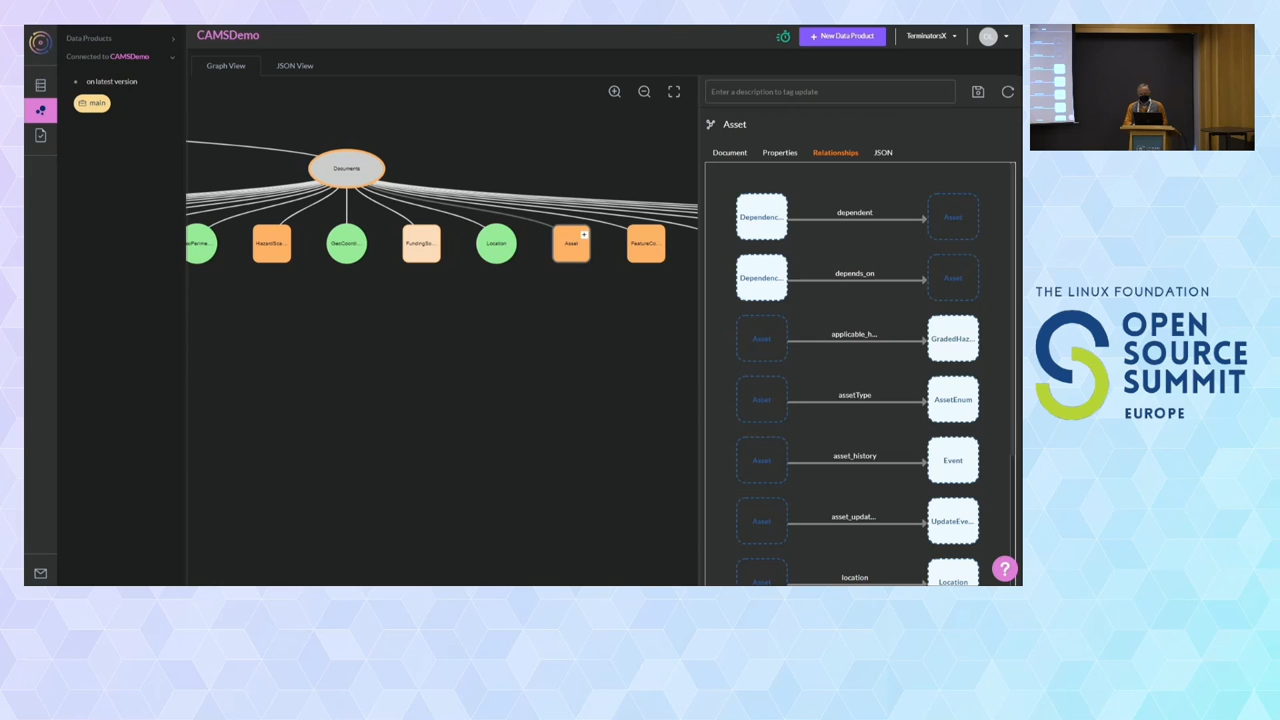 Data Products
Connected to CAMSDemo
on latest version
main
CAMSDemo
New Data Product
TerminatorsX
Graph View
JSON View
Enter a description to tag update
Asset
Document
Properties
Relationships
JSON
Documents
HazardSca...
GeoCoordi...
FundingSo...
Location
Asset
FeatureCo...
Dependenc...
dependent
Asset
Dependenc...
depends_on
Asset
Asset
applicable_h...
GradedHaz...
Asset
assetType
AssetEnum
Asset
asset_history
Event
Asset
asset_updat...
UpdateEve...
Asset
location
Location
?
THE LINUX FOUNDATION
OPEN
SOURCE
SUMMIT
EUROPE